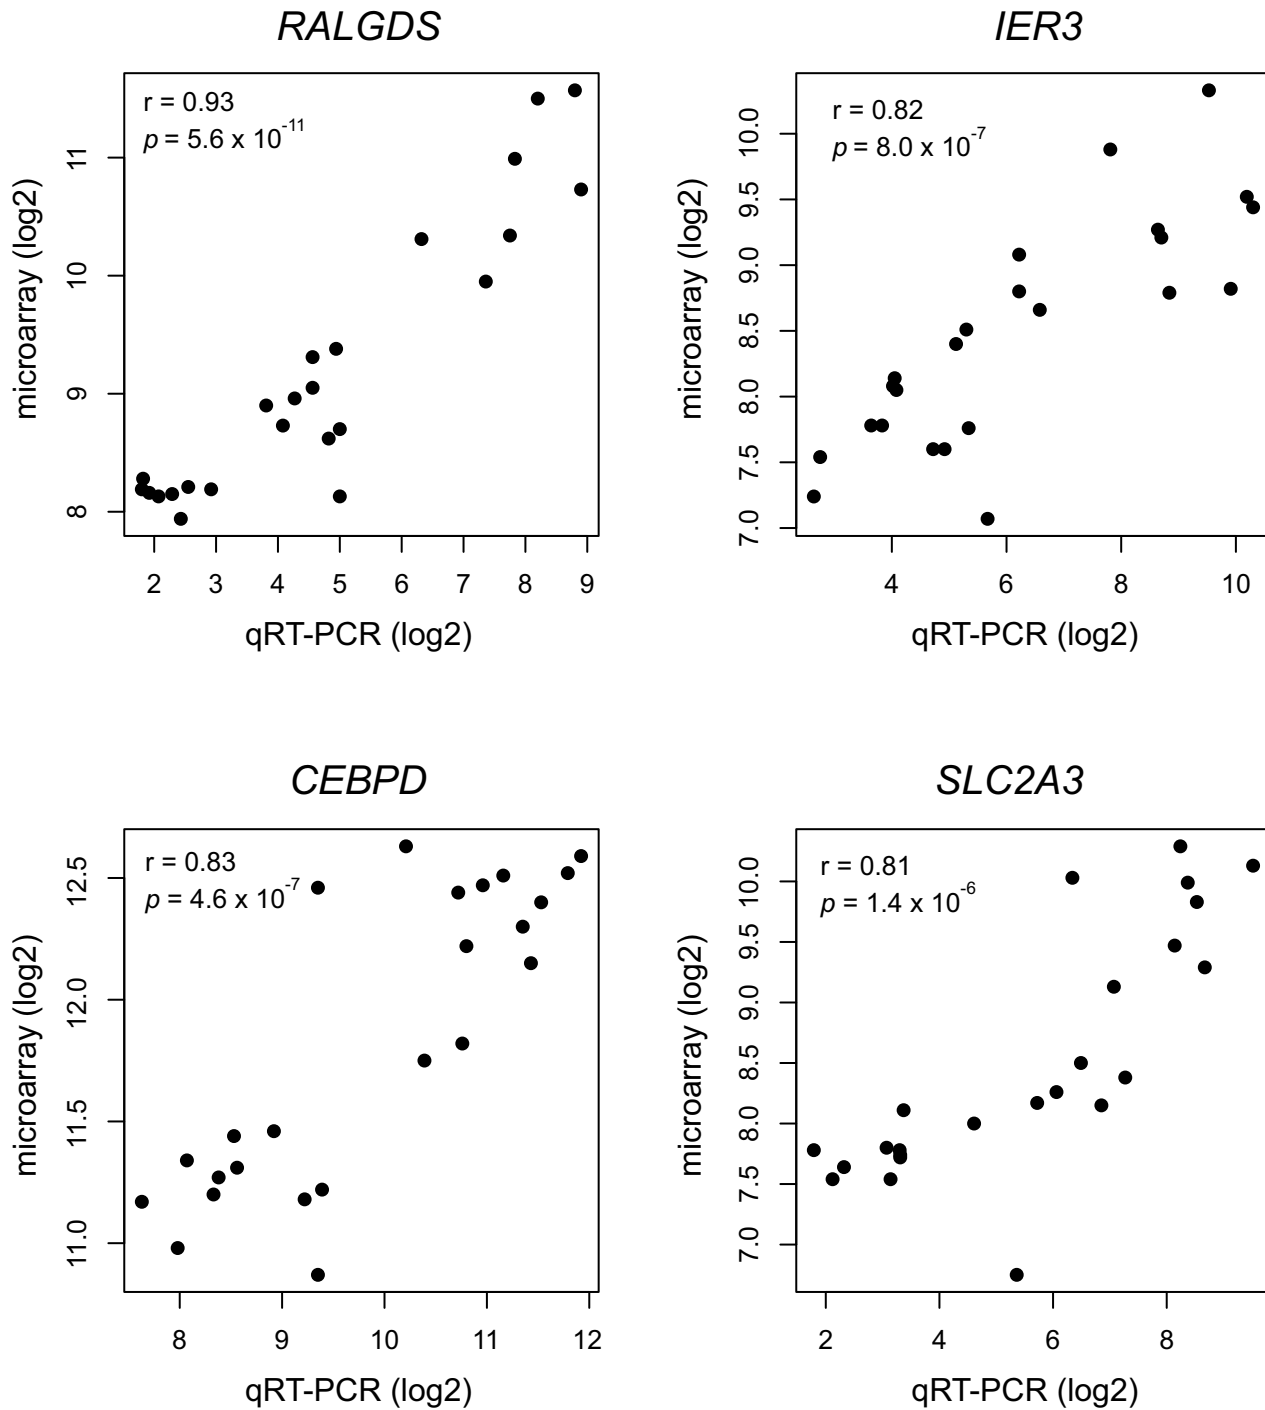 RALGDS
r = 0.93
p = 5.6 x 10^-11
microarray (log2)
11
10
9
8
2 3 4 5 6 7 8 9
qRT-PCR (log2)
IER3
r = 0.82
p = 8.0 x 10^-7
microarray (log2)
10.0
9.5
9.0
8.5
8.0
7.5
7.0
4 6 8 10
qRT-PCR (log2)
CEBPD
r = 0.83
p = 4.6 x 10^-7
microarray (log2)
12.5
12.0
11.5
11.0
8 9 10 11 12
qRT-PCR (log2)
SLC2A3
r = 0.81
p = 1.4 x 10^-6
microarray (log2)
10.0
9.5
9.0
8.5
8.0
7.5
7.0
2 4 6 8
qRT-PCR (log2)